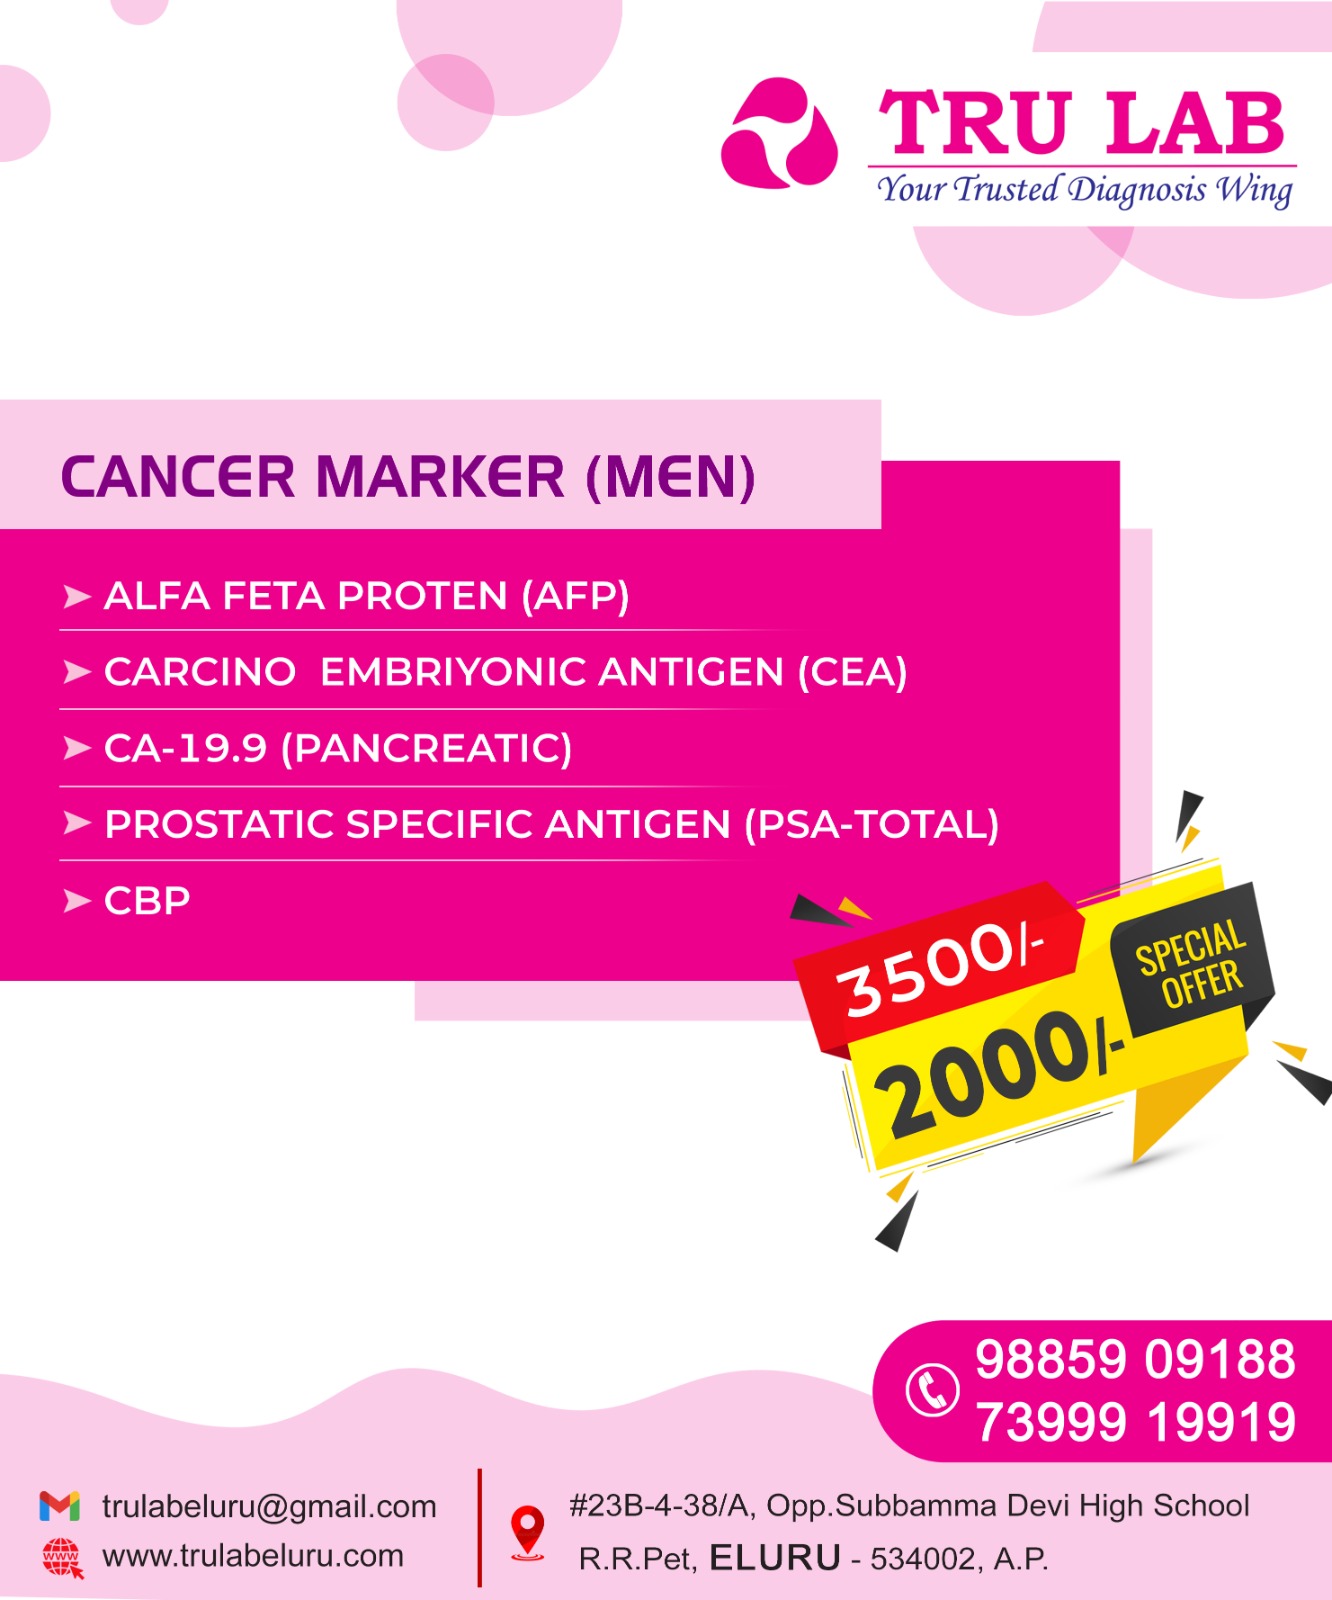 TRU LAB
Your Trusted Diagnosis Wing
CANCER MARKER (MEN)
ALFA FETA PROTEN (AFP)
CARCINO EMBRIYONIC ANTIGEN (CEA)
CA-19.9 (PANCREATIC)
PROSTATIC SPECIFIC ANTIGEN (PSA-TOTAL)
CBP
3500/-
SPECIAL
OFFER
2000/-
98859 09188
73999 19919
trulabeluru@gmail.com
www
www.trulabeluru.com
#23B-4-38/A, Opp.Subbamma Devi High School
R.R.Pet, ELURU - 534002, A.P.